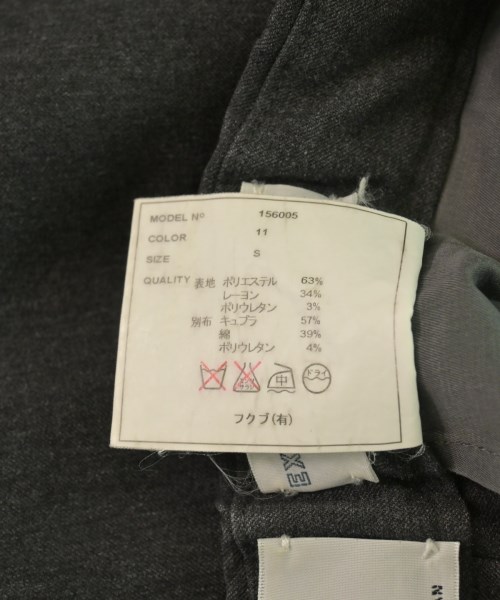 MODEL Nº 156005
COLOR 11
SIZE S
QUALITY 表地 ポリエステル 63%
レーヨン 34%
ポリウレタン 3%
別布 キュプラ 57%
綿 39%
ポリウレタン 4%
中 ドライ
フクブ(有)